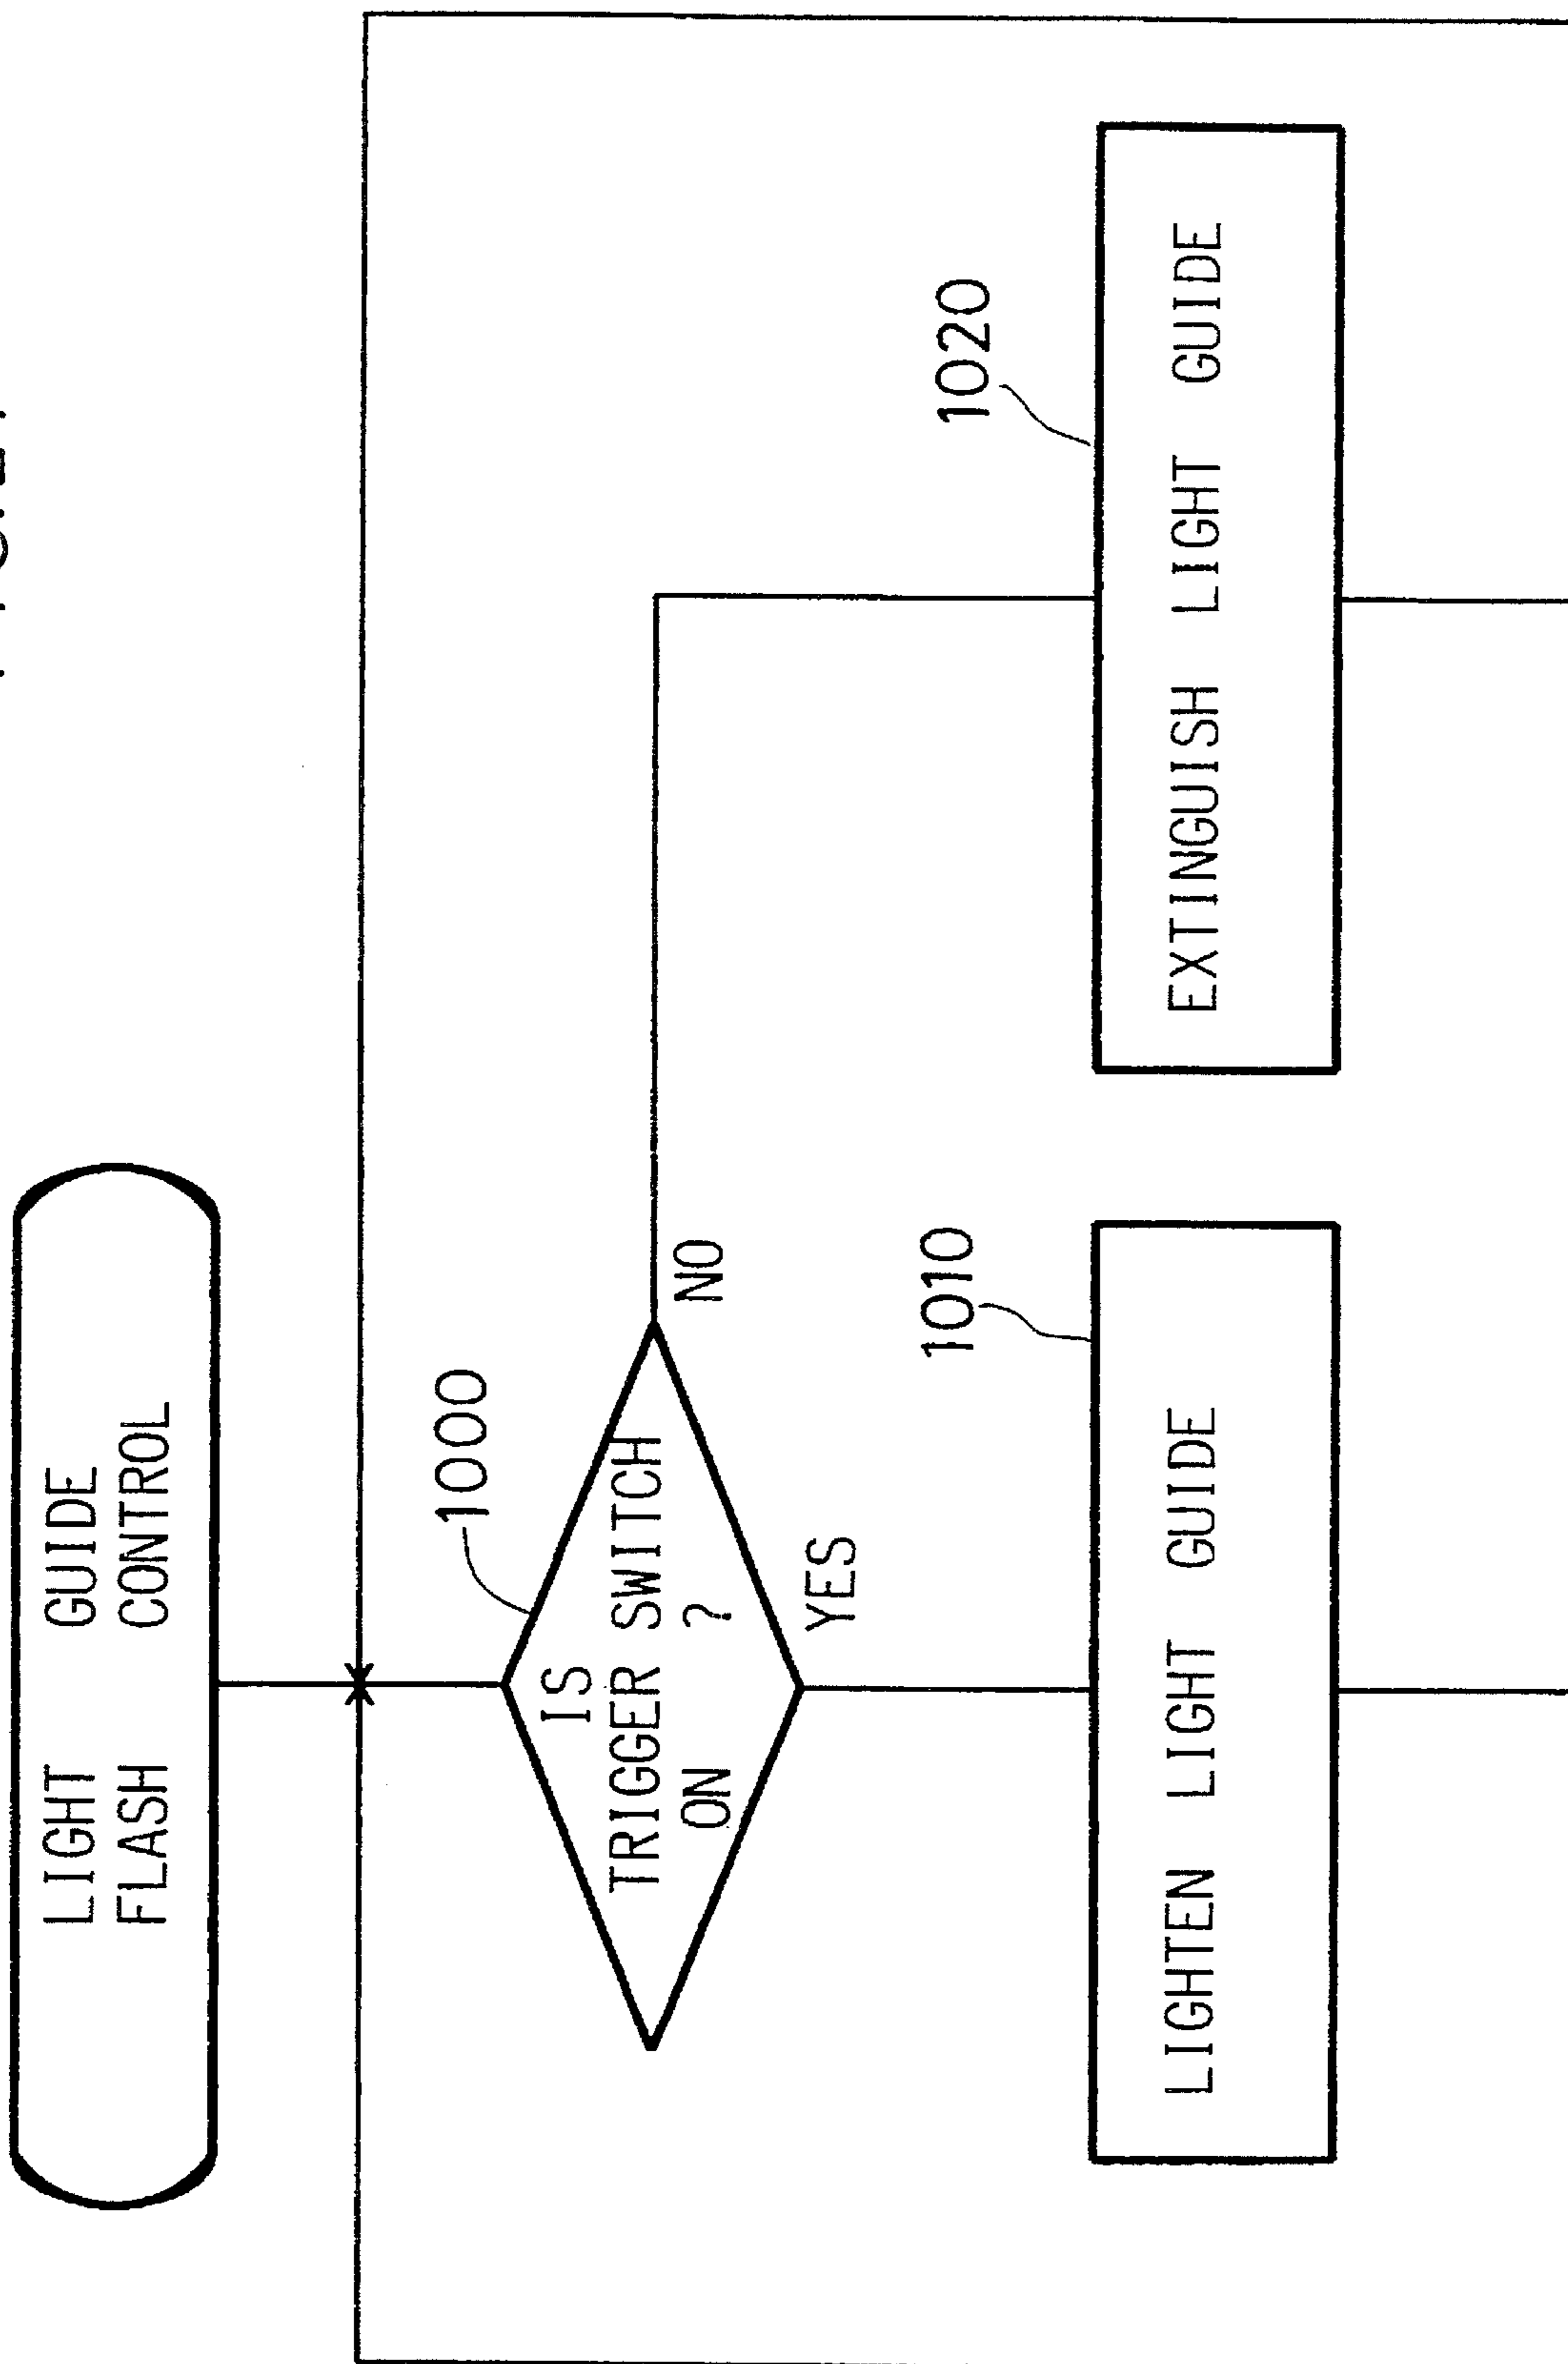 LIGHT GUIDE
FLASH CONTROL
1000
IS
TRIGGER SWITCH
ON ?
NO
YES
1010
1020
LIGHTEN LIGHT GUIDE
EXTINGUISH LIGHT GUIDE